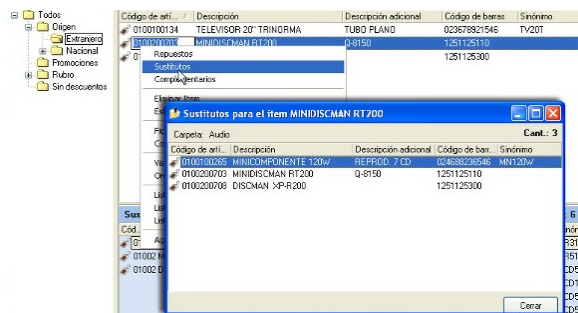 Todos
Origen
Extranjero
Nacional
Promociones
Rubro
Sin descuentos
Código de artí... / Descripción Descripción adicional Código de barras Sinónimo
0100100134 TELEVISOR 20" TRINORMA TUBO PLANO 023678921546 TV20T
0100200703 MINIDISCMAN RT200 Q-8150 1251125110
1251125300
Repuestos
Sustitutos
Complementarios
Eliminar Item
Sustitutos para el ítem MINIDISCMAN RT200
Carpeta: Audio Cant.: 3
Código de artí... Descripción Descripción adicional Código de barr... Sinónimo
0100100265 MINICOMPONENTE 120W REPROD. 7 CD 024688236546 MN120W
0100200703 MINIDISCMAN RT200 Q-8150 1251125110
0100200708 DISCMAN XP-R200 1251125300
Cerrar